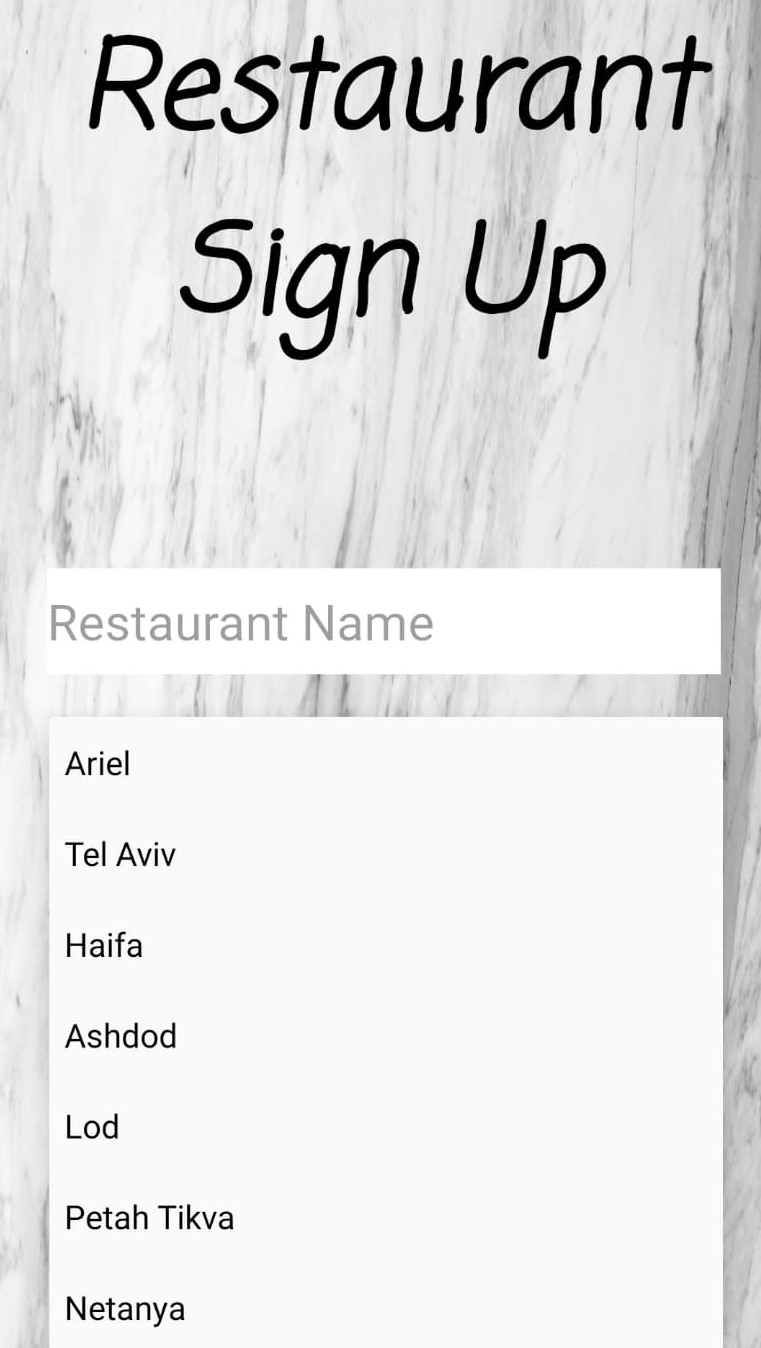 Restaurant
Sign Up
Restaurant Name
Ariel
Tel Aviv
Haifa
Ashdod
Lod
Petah Tikva
Netanya